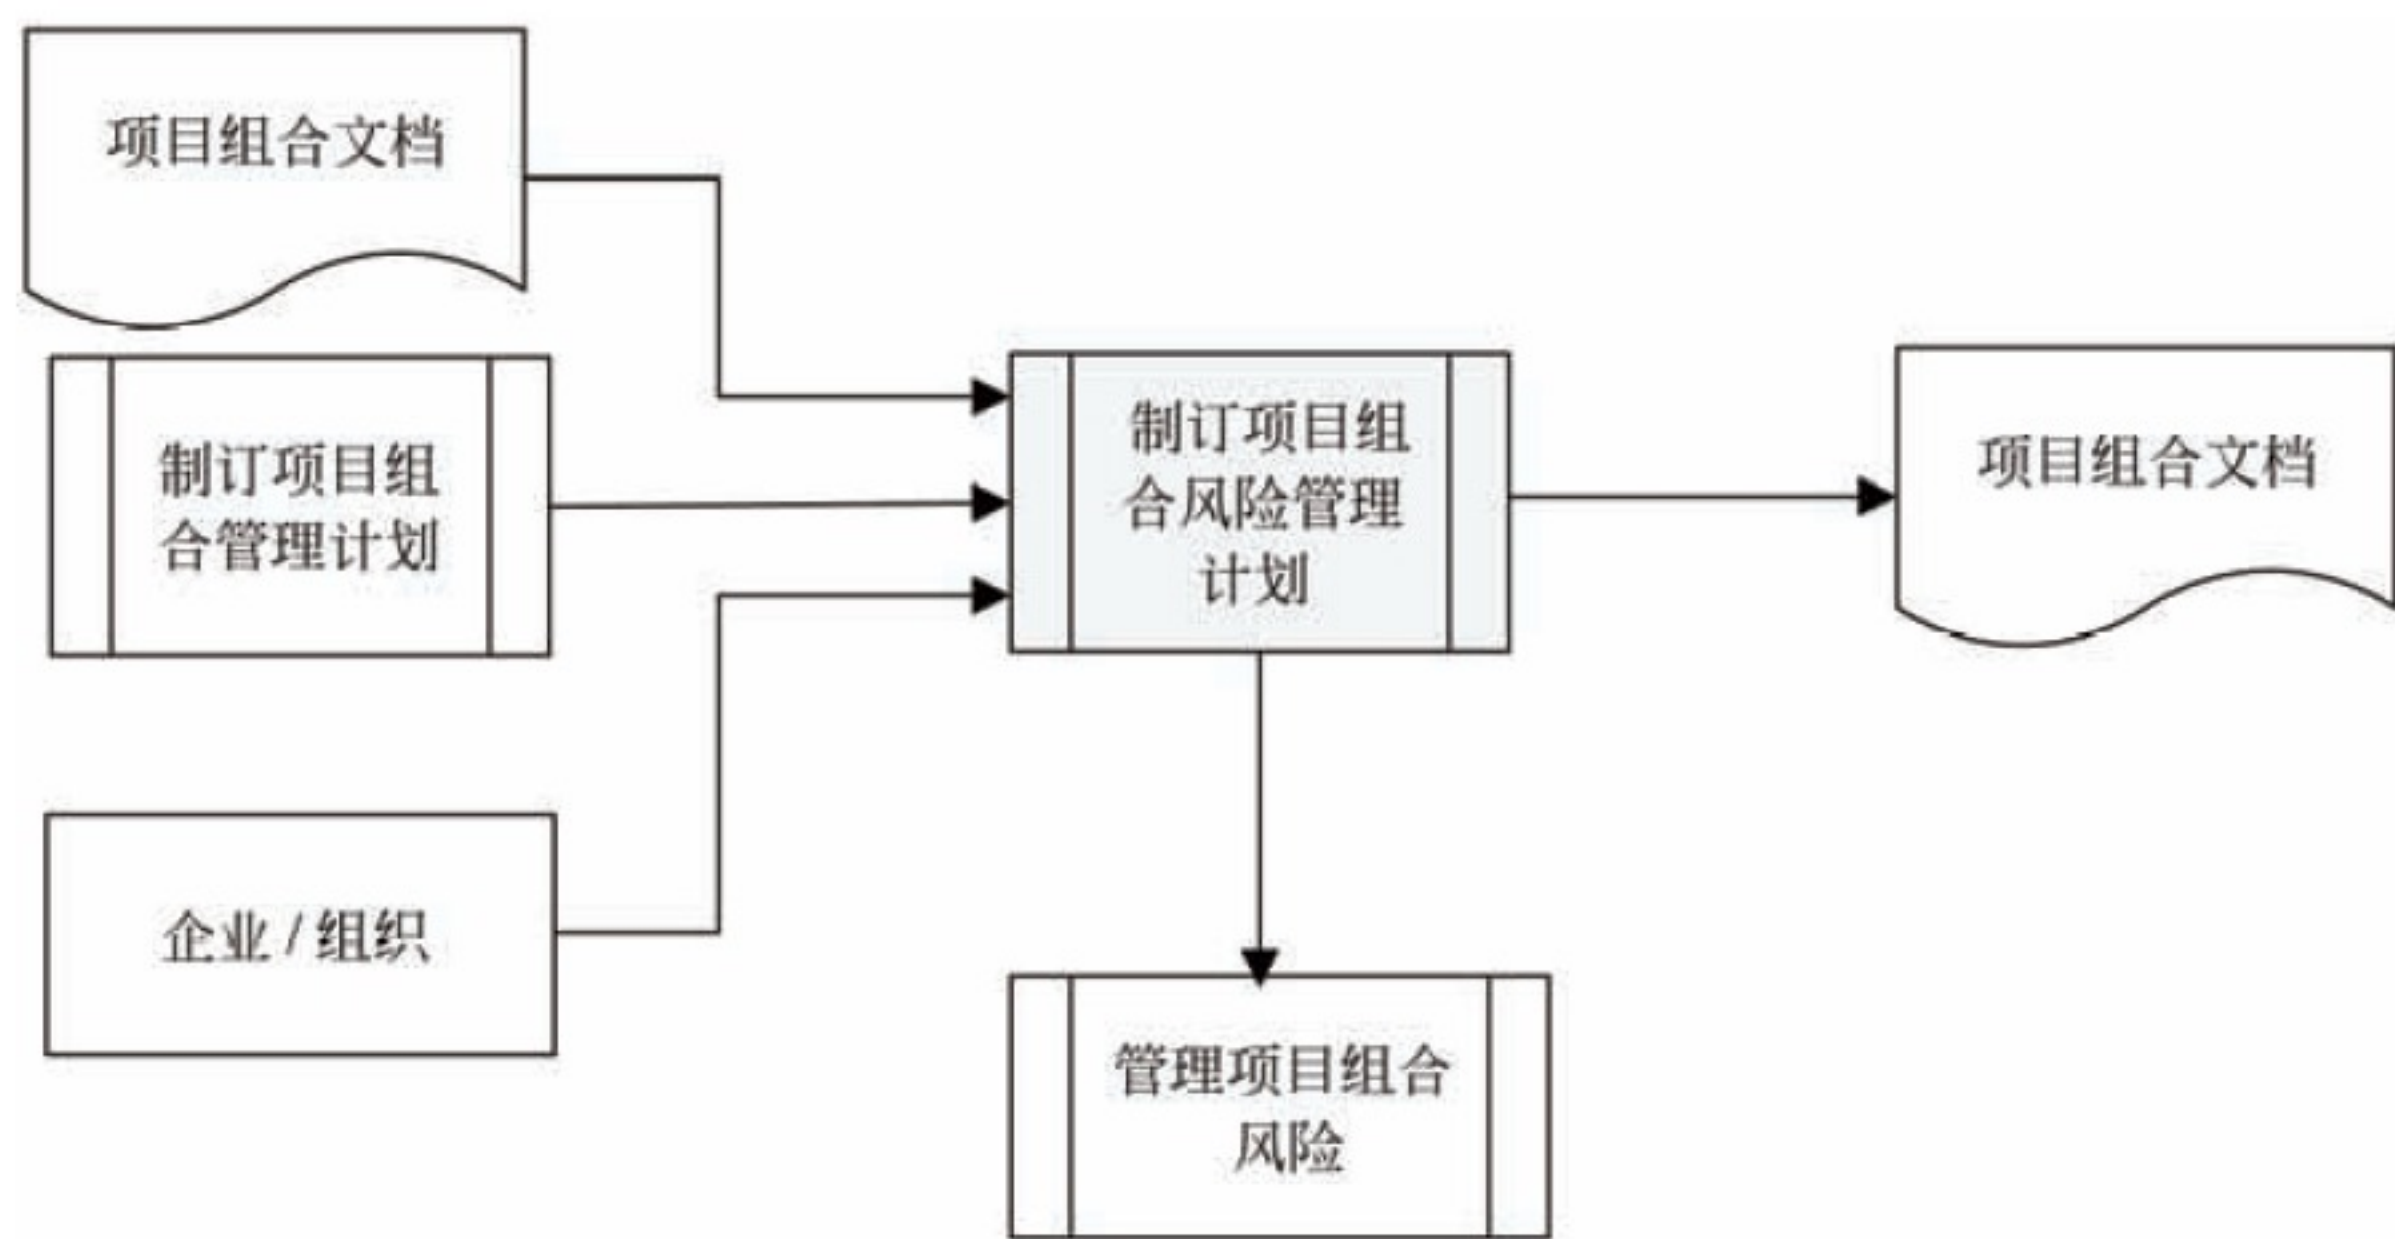 项目组合文档
制订项目组
合管理计划
企业 / 组织
制订项目组
合风险管理
计划
管理项目组合
风险
项目组合文档